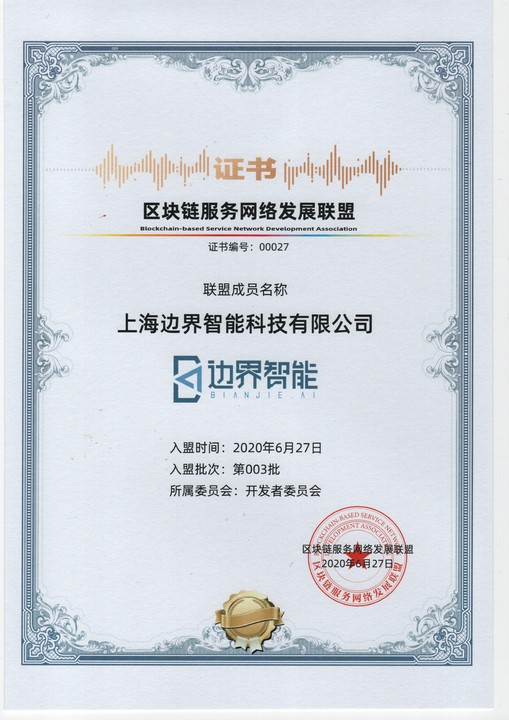 证书
区块链服务网络发展联盟
Blockchain-based Service Network Development Association
证书编号：00027
联盟成员名称
上海边界智能科技有限公司
边界智能
BIANJIE.AI
入盟时间：2020年6月27日
入盟批次：第003批
所属委员会：开发者委员会
BLOCKCHAIN-BASED SERVICE NETWORK
DEVELOPMENT ASSOCIATION
区块链服务网络发展联盟
2020年6月27日
区块链服务网络发展联盟